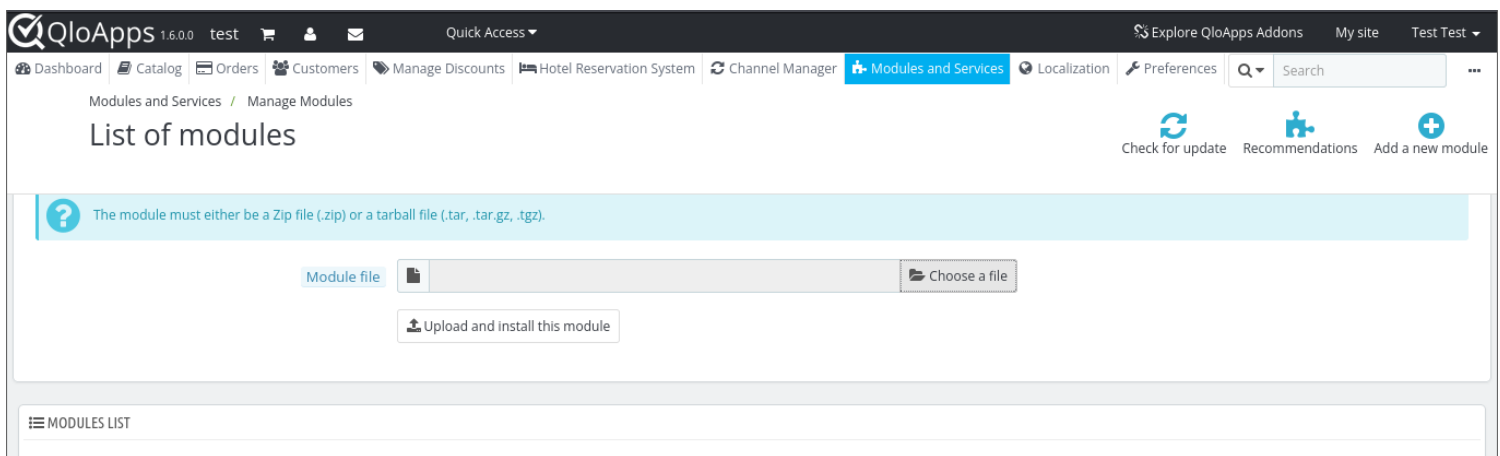 QloApps 1.6.0.0 test Quick Access Explore QloApps Addons My site Test Test
Dashboard Catalog Orders Customers Manage Discounts Hotel Reservation System Channel Manager Modules and Services Localization Preferences Search ...
Modules and Services / Manage Modules
List of modules
Check for update Recommendations Add a new module
The module must either be a Zip file (.zip) or a tarball file (.tar, .tar.gz, .tgz).
Module file Choose a file
Upload and install this module
MODULES LIST